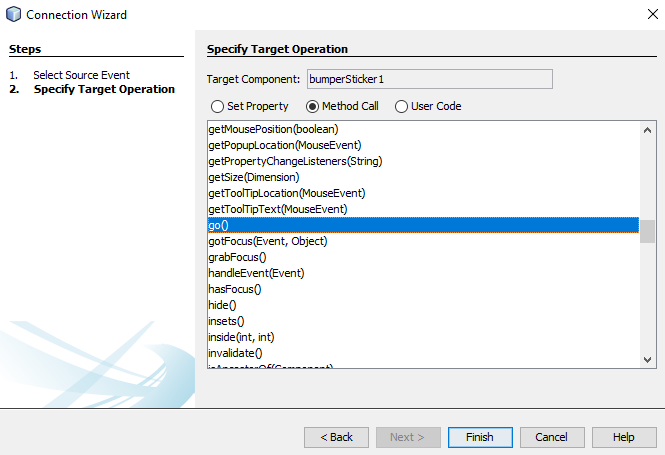 Connection Wizard
Steps
1. Select Source Event
2. Specify Target Operation
Specify Target Operation
Target Component: bumperSticker1
Set Property Method Call User Code
getMousePosition(boolean)
getPopupLocation(MouseEvent)
getPropertyChangeListeners(String)
getSize(Dimension)
getToolTipLocation(MouseEvent)
getToolTipText(MouseEvent)
go()
gotFocus(Event, Object)
grabFocus()
handleEvent(Event)
hasFocus()
hide()
insets()
inside(int, int)
invalidate()
isAncestorOf(Component)
< Back Next > Finish Cancel Help